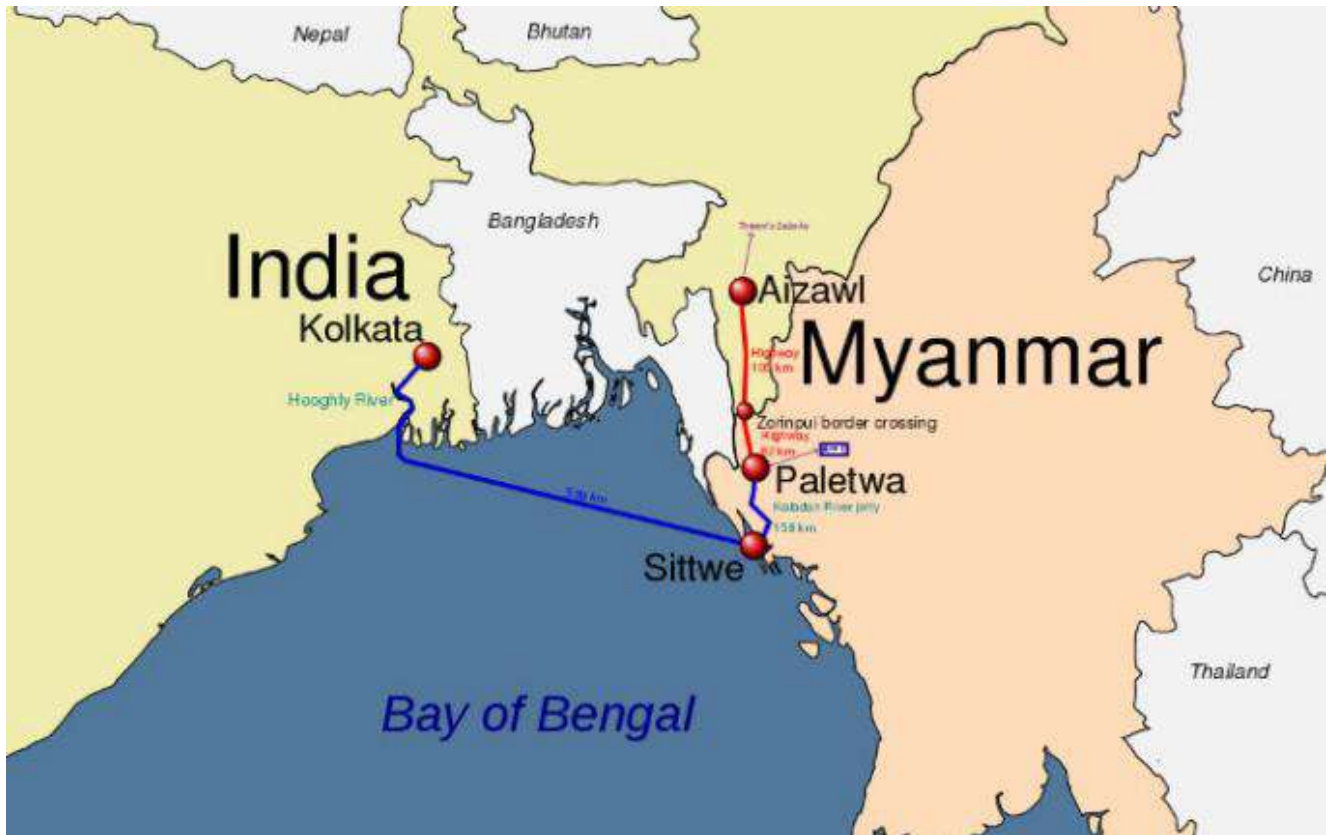 Nepal
Bhutan
Bangladesh
India
Aizawl
China
Kolkata
Myanmar
Highway
Hooghly River
Zorinpui border crossing
Highway
Paletwa
Kaladan River jetty
158 km
km
Sittwe
Thailand
Bay of Bengal